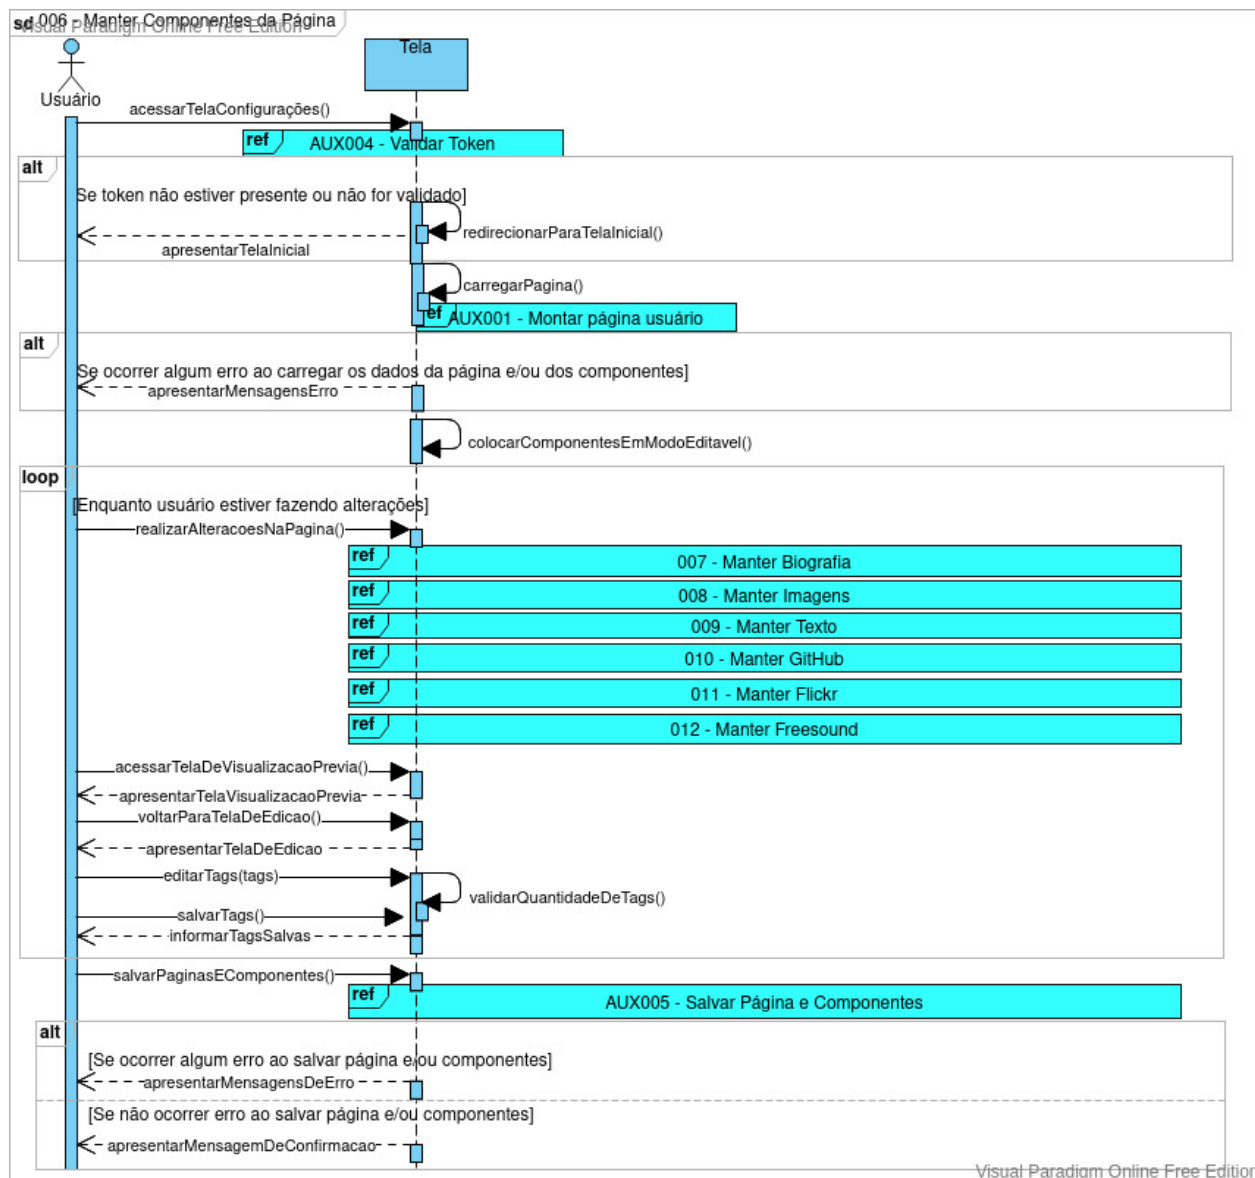 sd 006 - Manter Componentes da Página
Visual Paradigm Online Free Edition
Tela
Usuário
acessarTelaConfigurações()
ref AUX004 - Validar Token
alt
Se token não estiver presente ou não for validado]
redirecionarParaTelaInicial()
apresentarTelaInicial
carregarPagina()
ef AUX001 - Montar página usuário
alt
Se ocorrer algum erro ao carregar os dados da página e/ou dos componentes]
apresentarMensagensErro
colocarComponentesEmModoEditavel()
loop
[Enquanto usuário estiver fazendo alterações]
realizarAlteracoesNaPagina()
ref 007 - Manter Biografia
ref 008 - Manter Imagens
ref 009 - Manter Texto
ref 010 - Manter GitHub
ref 011 - Manter Flickr
ref 012 - Manter Freesound
acessarTelaDeVisualizacaoPrevia()
apresentarTelaVisualizacaoPrevia
voltarParaTelaDeEdicao()
apresentarTelaDeEdicao
editarTags(tags)
validarQuantidadeDeTags()
salvarTags()
informarTagsSalvas
salvarPaginasEComponentes()
ref AUX005 - Salvar Página e Componentes
alt
[Se ocorrer algum erro ao salvar página e/ou componentes]
apresentarMensagensDeErro
[Se não ocorrer erro ao salvar página e/ou componentes]
apresentarMensagemDeConfirmacao
Visual Paradigm Online Free Edition